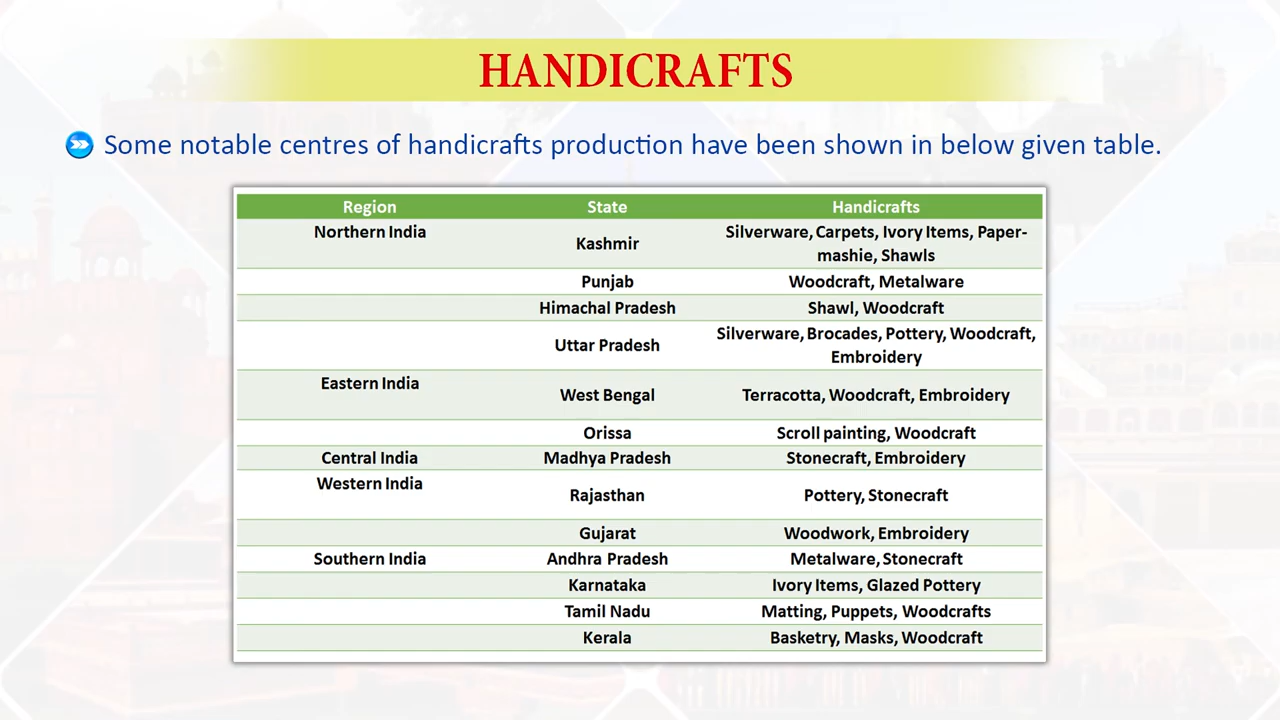 HANDICRAFTS
Some notable centres of handicrafts production have been shown in below given table.
Region State Handicrafts
Northern India Kashmir Silverware, Carpets, Ivory Items, Paper-
mashie, Shawls
Punjab Woodcraft, Metalware
Himachal Pradesh Shawl, Woodcraft
Uttar Pradesh Silverware, Brocades, Pottery, Woodcraft,
Embroidery
Eastern India West Bengal Terracotta, Woodcraft, Embroidery
Orissa Scroll painting, Woodcraft
Central India Madhya Pradesh Stonecraft, Embroidery
Western India Rajasthan Pottery, Stonecraft
Gujarat Woodwork, Embroidery
Southern India Andhra Pradesh Metalware, Stonecraft
Karnataka Ivory Items, Glazed Pottery
Tamil Nadu Matting, Puppets, Woodcrafts
Kerala Basketry, Masks, Woodcraft